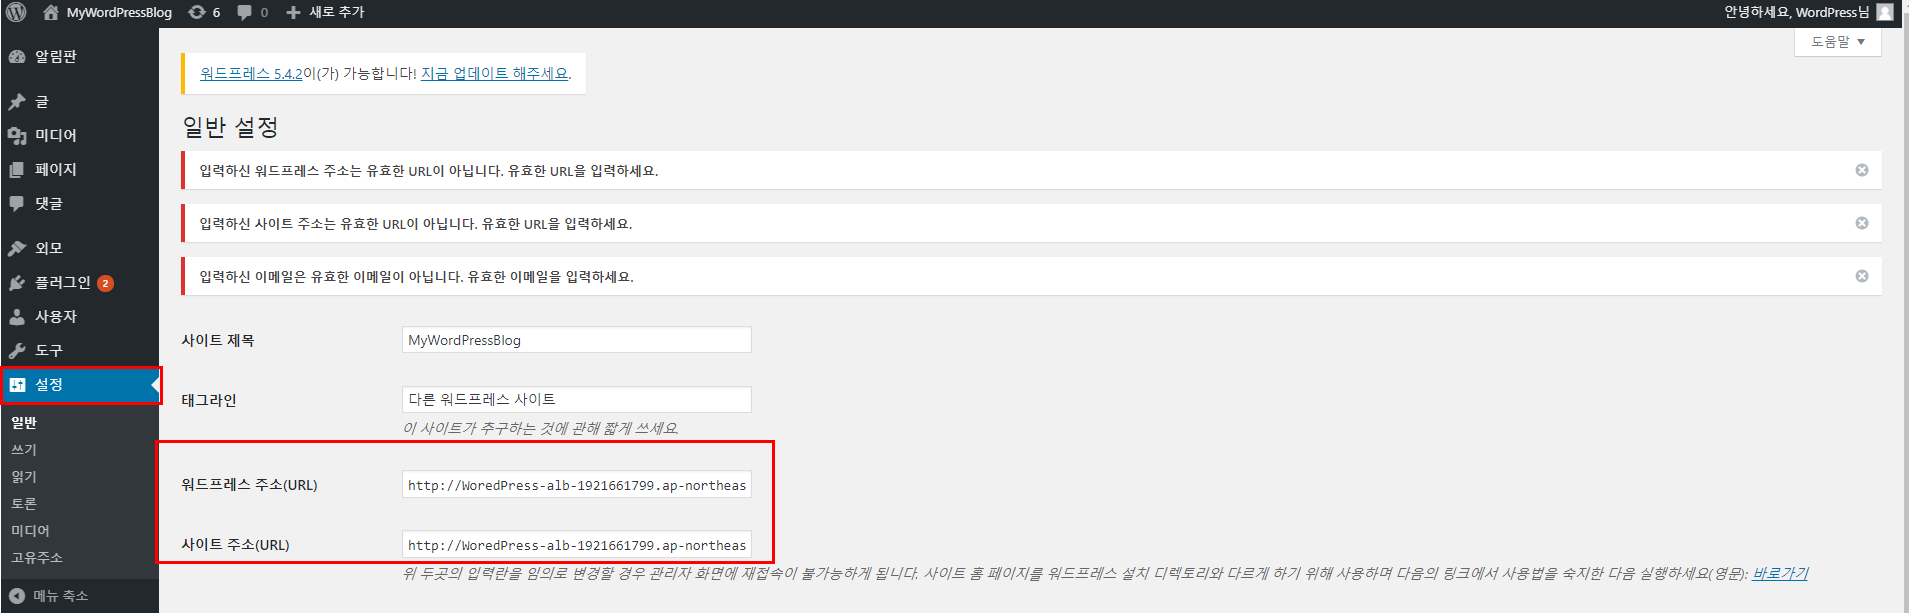 MyWordPressBlog 6 0 새로 추가 안녕하세요, WordPress님
도움말
알림판
글
미디어
페이지
댓글
외모
플러그인 2
사용자
도구
설정
일반
쓰기
읽기
토론
미디어
고유주소
메뉴 축소
워드프레스 5.4.2이(가) 가능합니다! 지금 업데이트 해주세요.
일반 설정
입력하신 워드프레스 주소는 유효한 URL이 아닙니다. 유효한 URL을 입력하세요.
입력하신 사이트 주소는 유효한 URL이 아닙니다. 유효한 URL을 입력하세요.
입력하신 이메일은 유효한 이메일이 아닙니다. 유효한 이메일을 입력하세요.
사이트 제목 MyWordPressBlog
태그라인 다른 워드프레스 사이트
이 사이트가 추구하는 것에 관해 짧게 쓰세요.
워드프레스 주소(URL) http://WoredPress-alb-1921661799.ap-northeas
사이트 주소(URL) http://WoredPress-alb-1921661799.ap-northeas
위 두곳의 입력란을 임의로 변경할 경우 관리자 화면에 재접속이 불가능하게 됩니다. 사이트 홈 페이지를 워드프레스 설치 디렉토리와 다르게 하기 위해 사용하며 다음의 링크에서 사용법을 숙지한 다음 실행하세요(영문): 바로가기